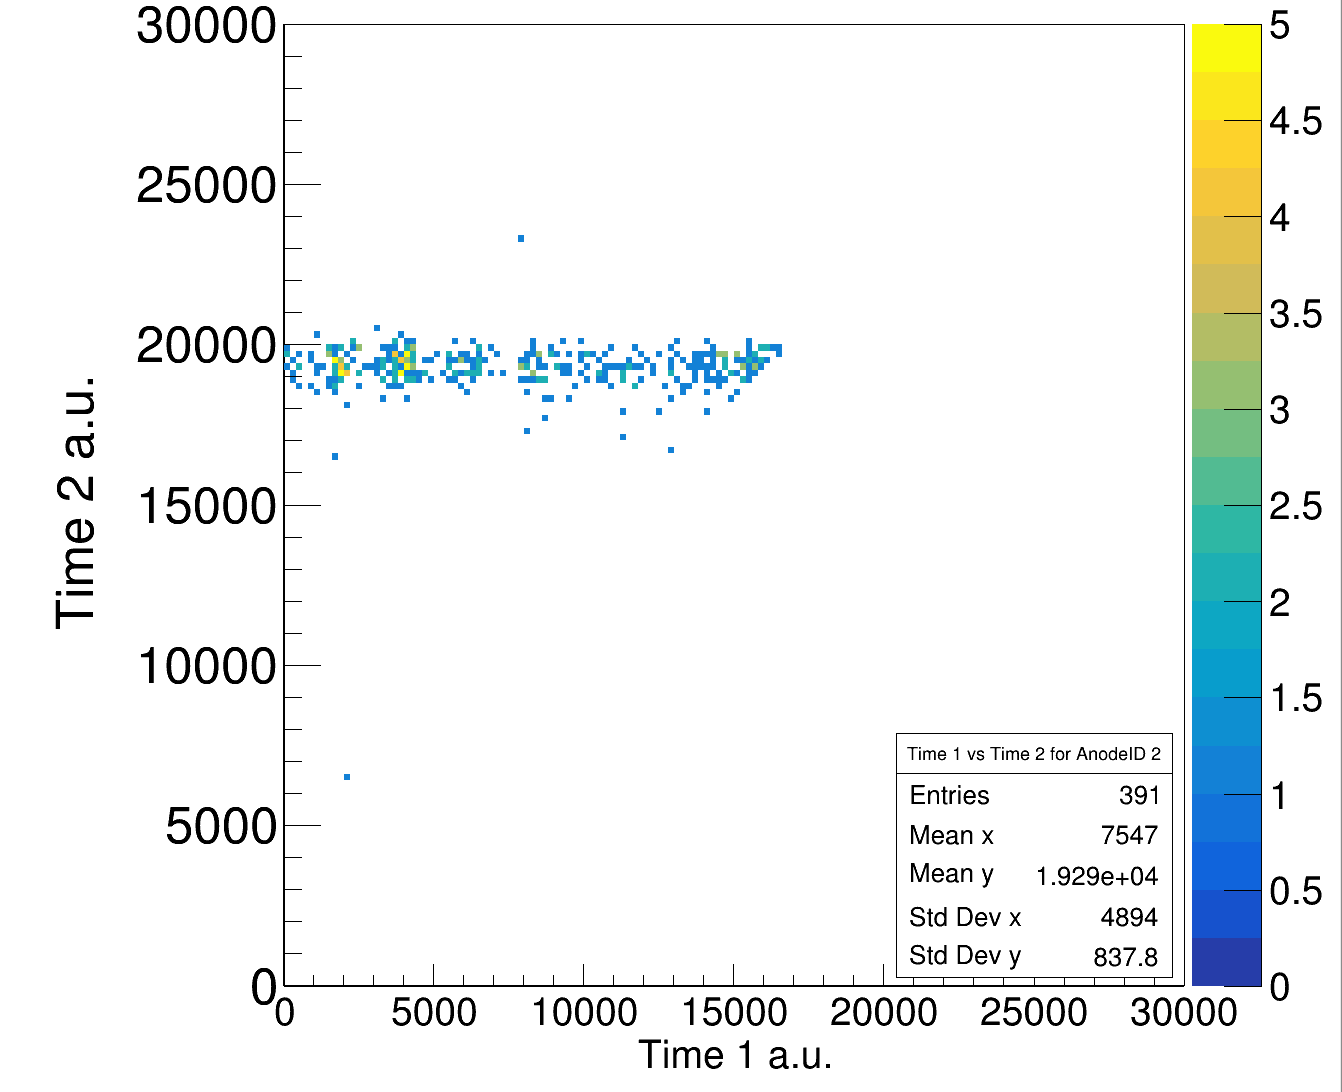 30000
25000
20000
15000
10000
5000
0
Time 2 a.u.
0 5000 10000 15000 20000 25000 30000
Time 1 a.u.
5
4.5
4
3.5
3
2.5
2
1.5
1
0.5
0
Time 1 vs Time 2 for AnodeID 2
Entries 391
Mean x 7547
Mean y 1.929e+04
Std Dev x 4894
Std Dev y 837.8